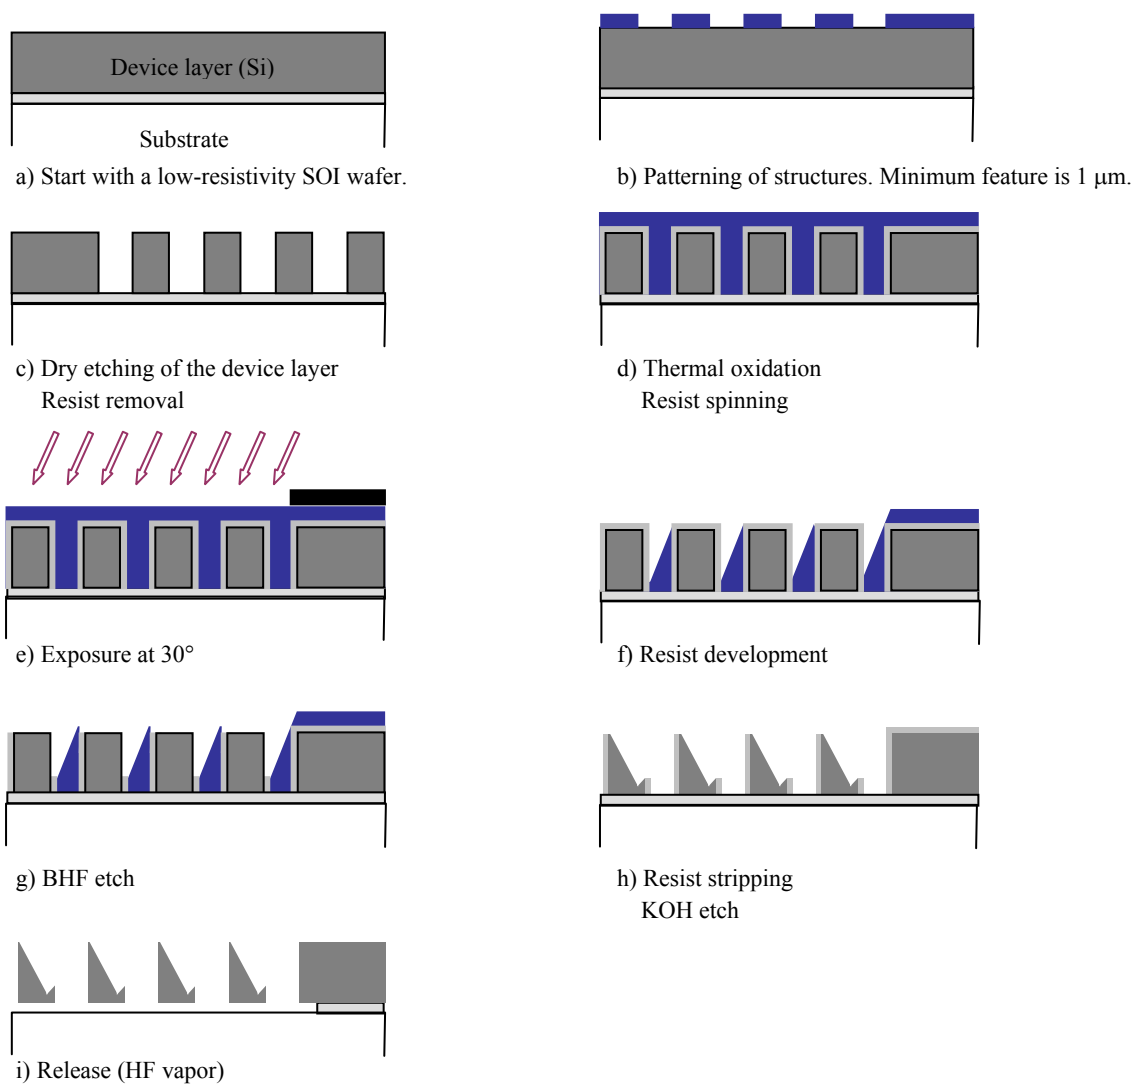 Device layer (Si)
Substrate
a) Start with a low-resistivity SOI wafer.
b) Patterning of structures. Minimum feature is 1 μm.
c) Dry etching of the device layer
Resist removal
d) Thermal oxidation
Resist spinning
e) Exposure at 30°
f) Resist development
g) BHF etch
h) Resist stripping
KOH etch
i) Release (HF vapor)